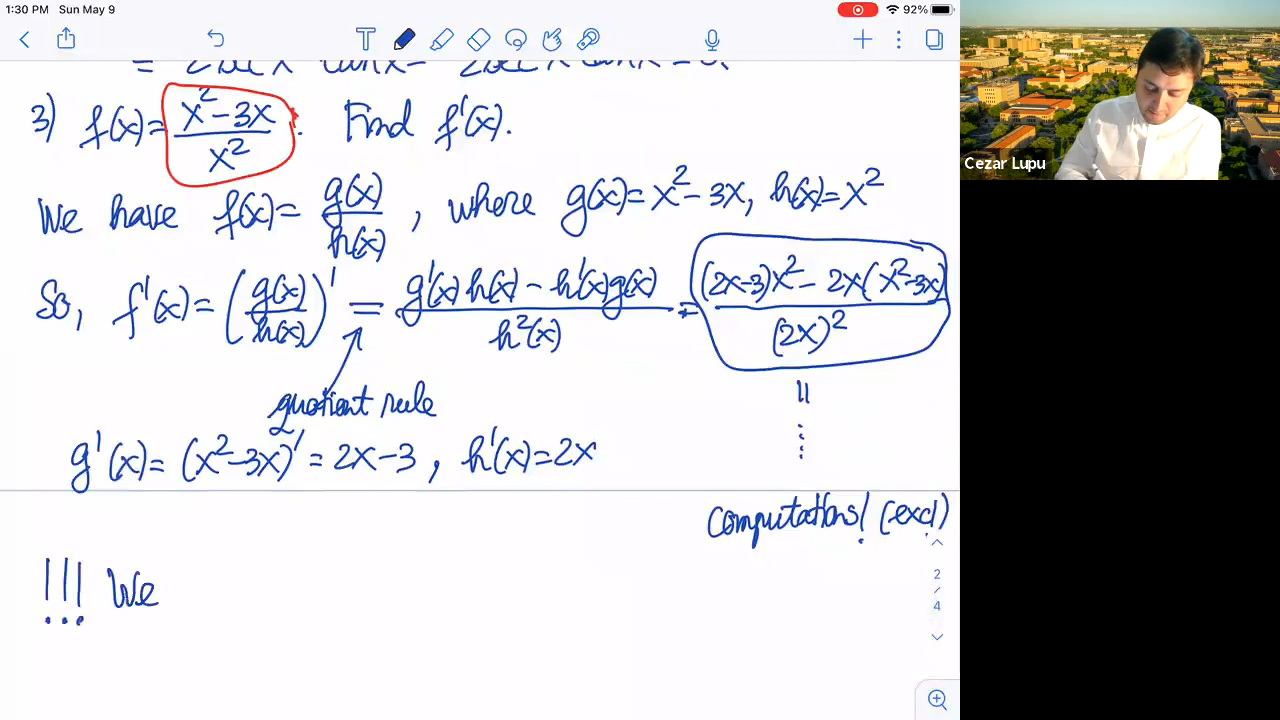 1:30 PM Sun May 9 92%
3) f(x)= x²-3x / x² . Find f'(x).
We have f(x)= g(x)/h(x) , where g(x)=x²-3x, h(x)=x²
So, f'(x)=(g(x)/h(x))' = g'(x)h(x)-h'(x)g(x) / h²(x) = (2x-3)x²-2x(x²-3x) / (2x)²
quotient rule
=
g'(x)=(x²-3x)'=2x-3, h'(x)=2x
computations! (exc!)
!!! We
2/4
Cezar Lupu